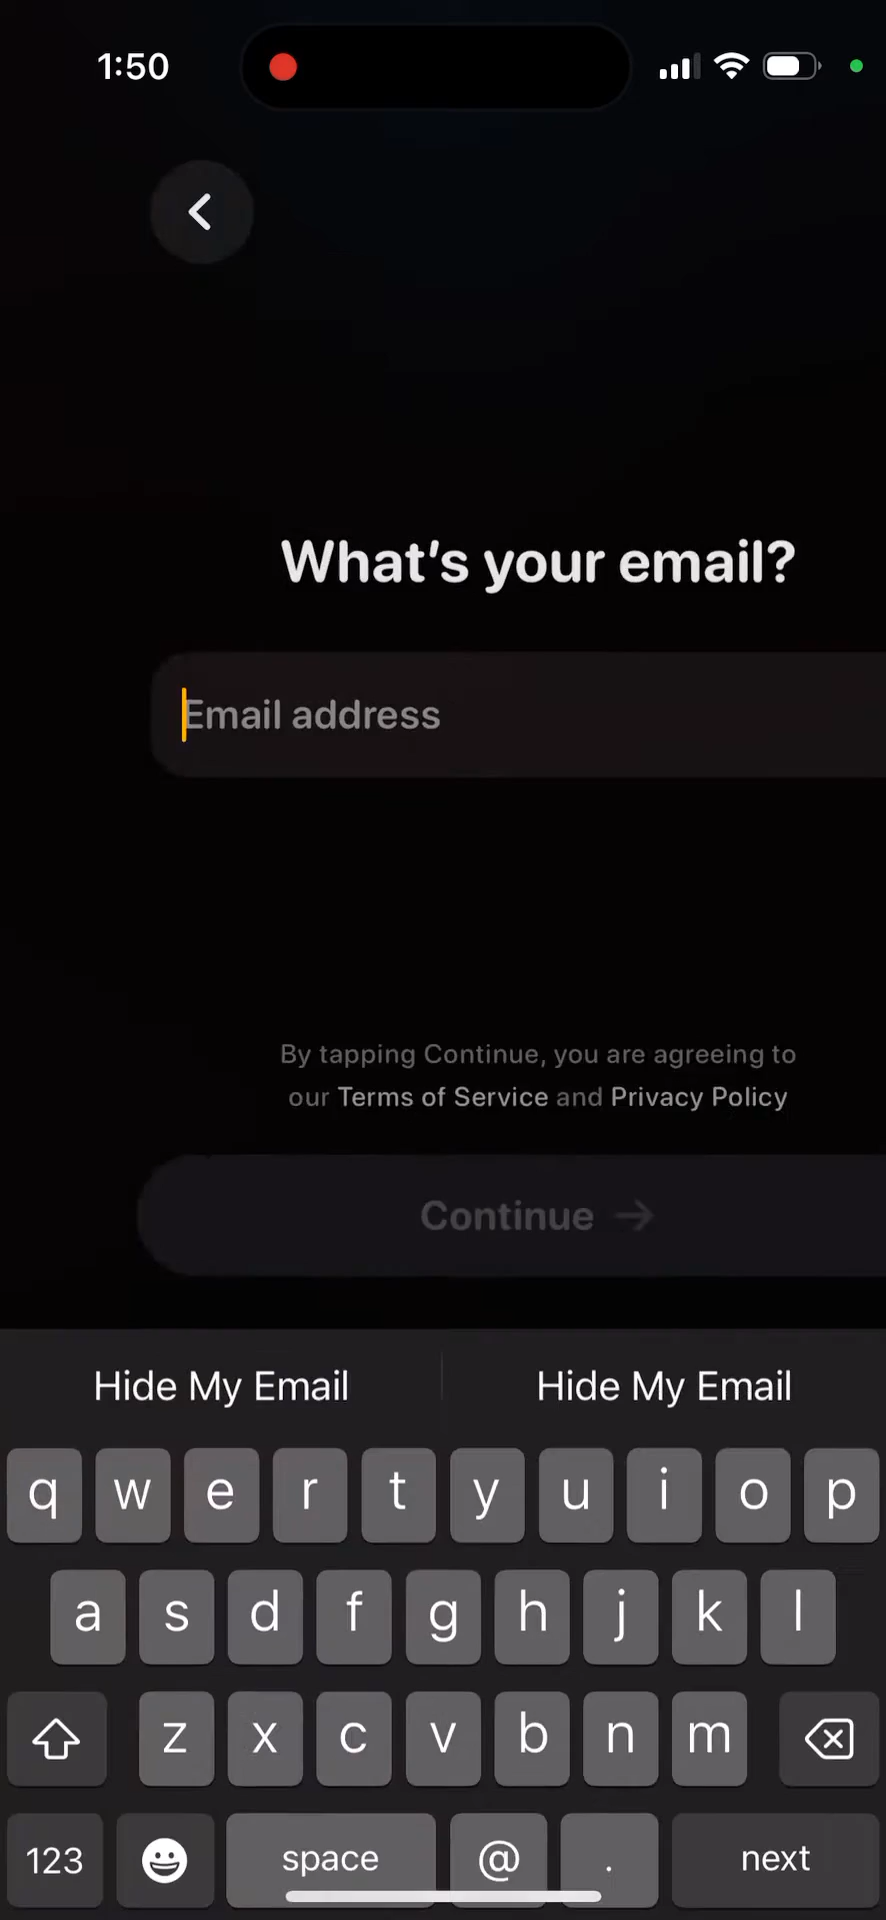 1:50
What's your email?
Email address
By tapping Continue, you are agreeing to
our Terms of Service and Privacy Policy
Continue →
Hide My Email
Hide My Email
q w e r t y u i o p
a s d f g h j k l
z x c v b n m
123 space @ . next